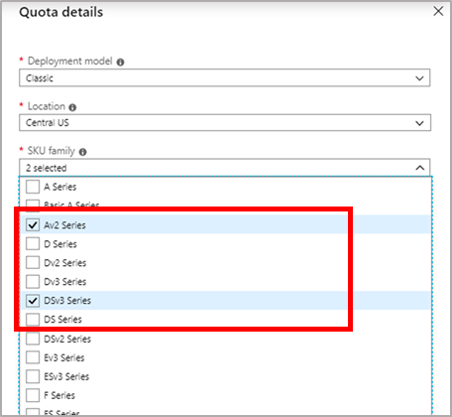 Quota details
* Deployment model
Classic
* Location
Central US
* SKU family
2 selected
A Series
Basic A Series
Av2 Series
D Series
Dv2 Series
Dv3 Series
DSv3 Series
DS Series
DSv2 Series
Ev3 Series
ESv3 Series
F Series
FS Series